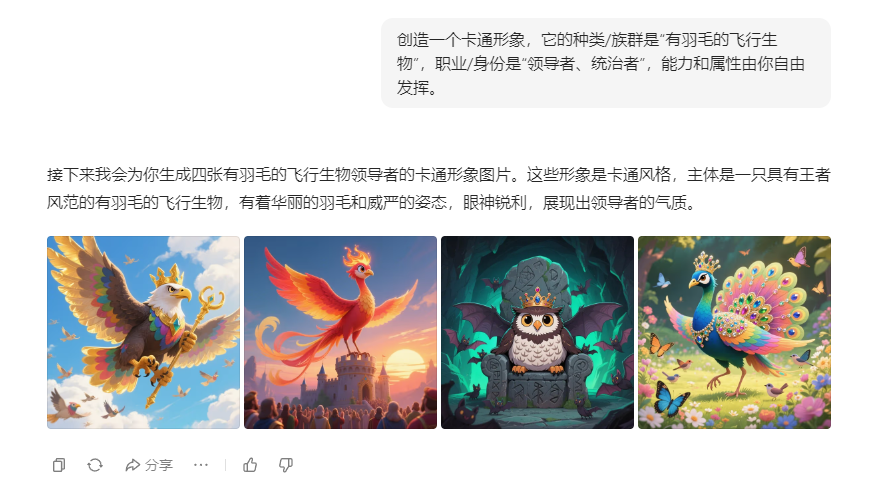 创造一个卡通形象，它的种类/族群是“有羽毛的飞行生
物”，职业/身份是“领导者、统治者”，能力和属性由你自由
发挥。
接下来我会为你生成四张有羽毛的飞行生物领导者的卡通形象图片。这些形象是卡通风格，主体是一只具有王者
风范的有羽毛的飞行生物，有着华丽的羽毛和威严的姿态，眼神锐利，展现出领导者的气质。
分享